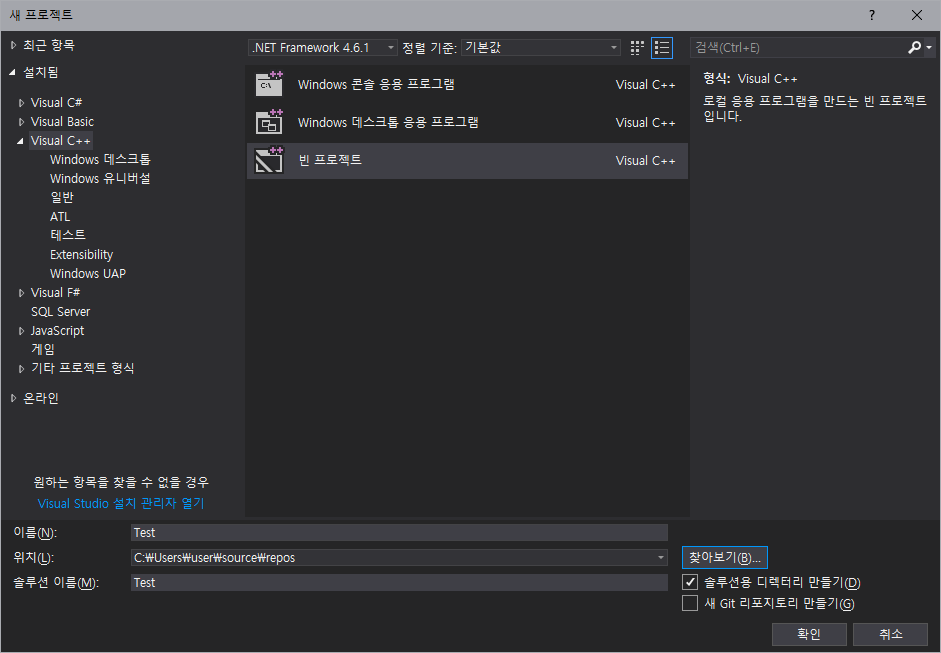 새 프로젝트
최근 항목
설치됨
Visual C#
Visual Basic
Visual C++
Windows 데스크톱
Windows 유니버설
일반
ATL
테스트
Extensibility
Windows UAP
Visual F#
SQL Server
JavaScript
게임
기타 프로젝트 형식
온라인
원하는 항목을 찾을 수 없을 경우
Visual Studio 설치 관리자 열기
.NET Framework 4.6.1 정렬 기준: 기본값
Windows 콘솔 응용 프로그램 Visual C++
Windows 데스크톱 응용 프로그램 Visual C++
빈 프로젝트 Visual C++
검색(Ctrl+E)
형식: Visual C++
로컬 응용 프로그램을 만드는 빈 프로젝트
입니다.
이름(N): Test
위치(L): C:₩Users₩user₩source₩repos 찾아보기(B)...
솔루션 이름(M): Test 솔루션용 디렉터리 만들기(D)
새 Git 리포지토리 만들기(G)
확인 취소